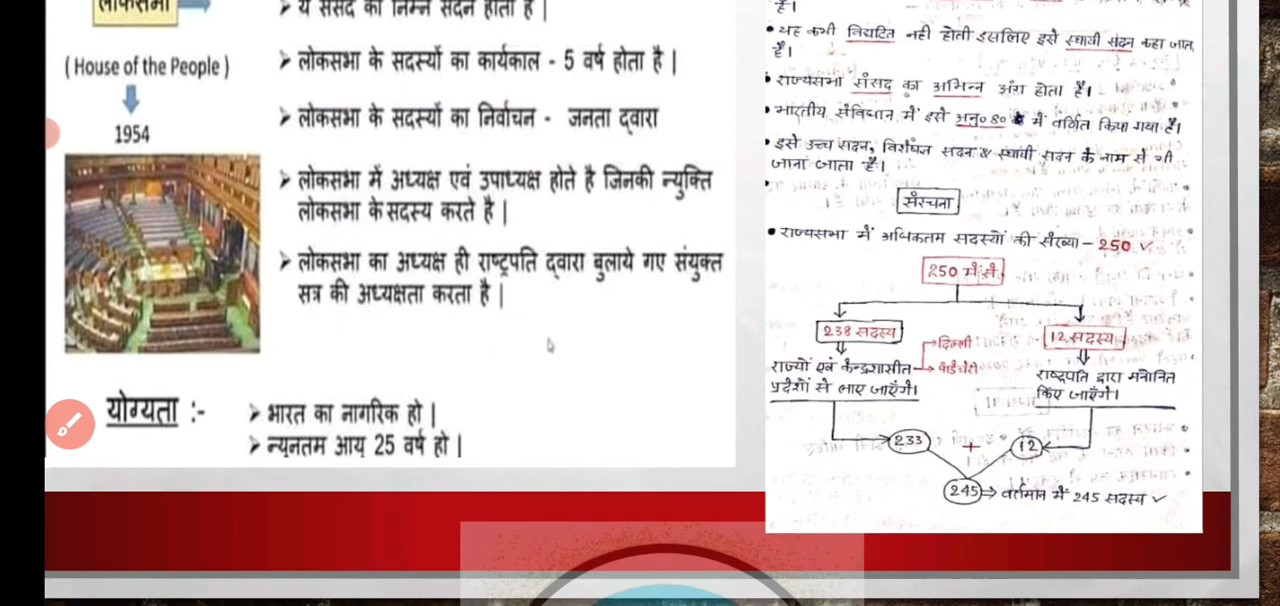 लोकसभा
➤ ये संसद का निम्न सदन होता है |
( House of the People )
1954
➤ लोकसभा के सदस्यों का कार्यकाल - 5 वर्ष होता है |
➤ लोकसभा के सदस्यों का निर्वाचन - जनता द्वारा
➤ लोकसभा में अध्यक्ष एवं उपाध्यक्ष होते है जिनकी न्युक्ति
लोकसभा के सदस्य करते है |
➤ लोकसभा का अध्यक्ष ही राष्ट्रपति द्वारा बुलाये गए संयुक्त
सत्र की अध्यक्षता करता है |
योग्यता :-
➤ भारत का नागरिक हो |
➤ न्यूनतम आयु 25 वर्ष हो |
है।
• यह कभी विघटित नही होती इसलिए इसे स्थायी सदन कहा जात
है।
• राज्यसभा संसद का अभिन्न अंग होता है।
• भारतीय संविधान में इसे अनु० 80 में वर्णित किया गया है।
• इसे उच्च सदन, विशेषज्ञ सदन & स्थायी सदन के नाम से भी
जाना जाता है।
संरचना
• राज्यसभा में अधिकतम सदस्यों की संख्या - 250 ✓
250 में से
238 सदस्य
12 सदस्य
दिल्ली
पांडेचेरी
राज्यों एवं केन्द्रशासीत
प्रदेशों से लाए जाएँगे।
राष्ट्रपति द्वारा मनोनित
किए जाएँगे।
233 + 12
245 ⇒ वर्तमान में 245 सदस्य ✓